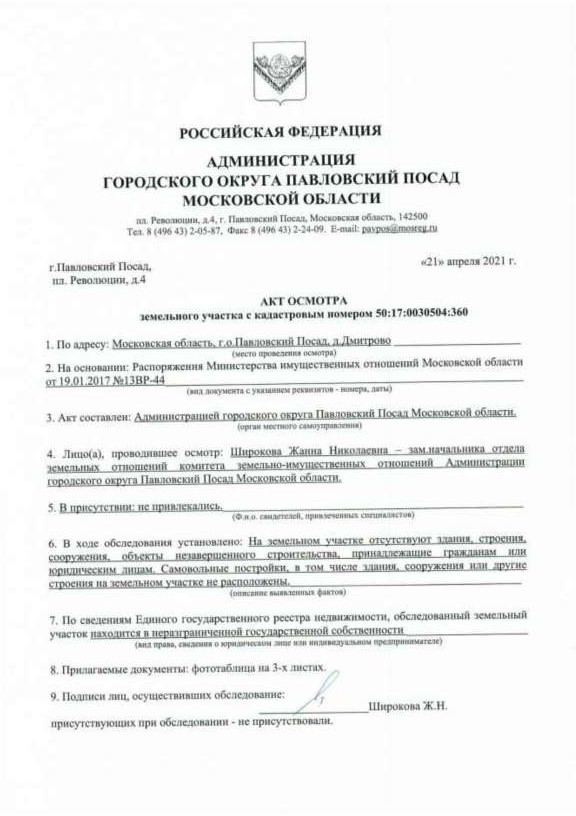 РОССИЙСКАЯ ФЕДЕРАЦИЯ
АДМИНИСТРАЦИЯ
ГОРОДСКОГО ОКРУГА ПАВЛОВСКИЙ ПОСАД
МОСКОВСКОЙ ОБЛАСТИ
пл. Революции, д.4, г. Павловский Посад, Московская область, 142500
Тел. 8 (496 43) 2-05-87, Факс 8 (496 43) 2-24-09. E-mail: pavpos@mosreg.ru
г.Павловский Посад,
«21» апреля 2021 г.
пл. Революции, д.4
АКТ ОСМОТРА
земельного участка с кадастровым номером 50:17:0030504:360
1. По адресу: Московская область, г.о.Павловский Посад, д.Дмитрово
(место проведения осмотра)
2. На основании: Распоряжения Министерства имущественных отношений Московской области
от 19.01.2017 №13ВР-44
(вид документа с указанием реквизитов - номера, даты)
3. Акт составлен: Администрацией городского округа Павловский Посад Московской области.
(орган местного самоуправления)
4. Лицо(а), проводившее осмотр: Широкова Жанна Николаевна – зам.начальника отдела
земельных отношений комитета земельно-имущественных отношений Администрации
городского округа Павловский Посад Московской области.
5. В присутствии: не привлекались.
(Ф.и.о. свидетелей, привлеченных специалистов)
6. В ходе обследования установлено: На земельном участке отсутствуют здания, строения,
сооружения, объекты незавершенного строительства, принадлежащие гражданам или
юридическим лицам. Самовольные постройки, в том числе здания, сооружения или другие
строения на земельном участке не расположены.
(описание выявленных фактов)
7. По сведениям Единого государственного реестра недвижимости, обследованный земельный
участок находится в неразграниченной государственной собственности
(вид права, сведения о юридическом лице или индивидуальном предпринимателе)
8. Прилагаемые документы: фототаблица на 3-х листах.
9. Подписи лиц, осуществивших обследование:
Широкова Ж.Н.
присутствующих при обследовании - не присутствовали.